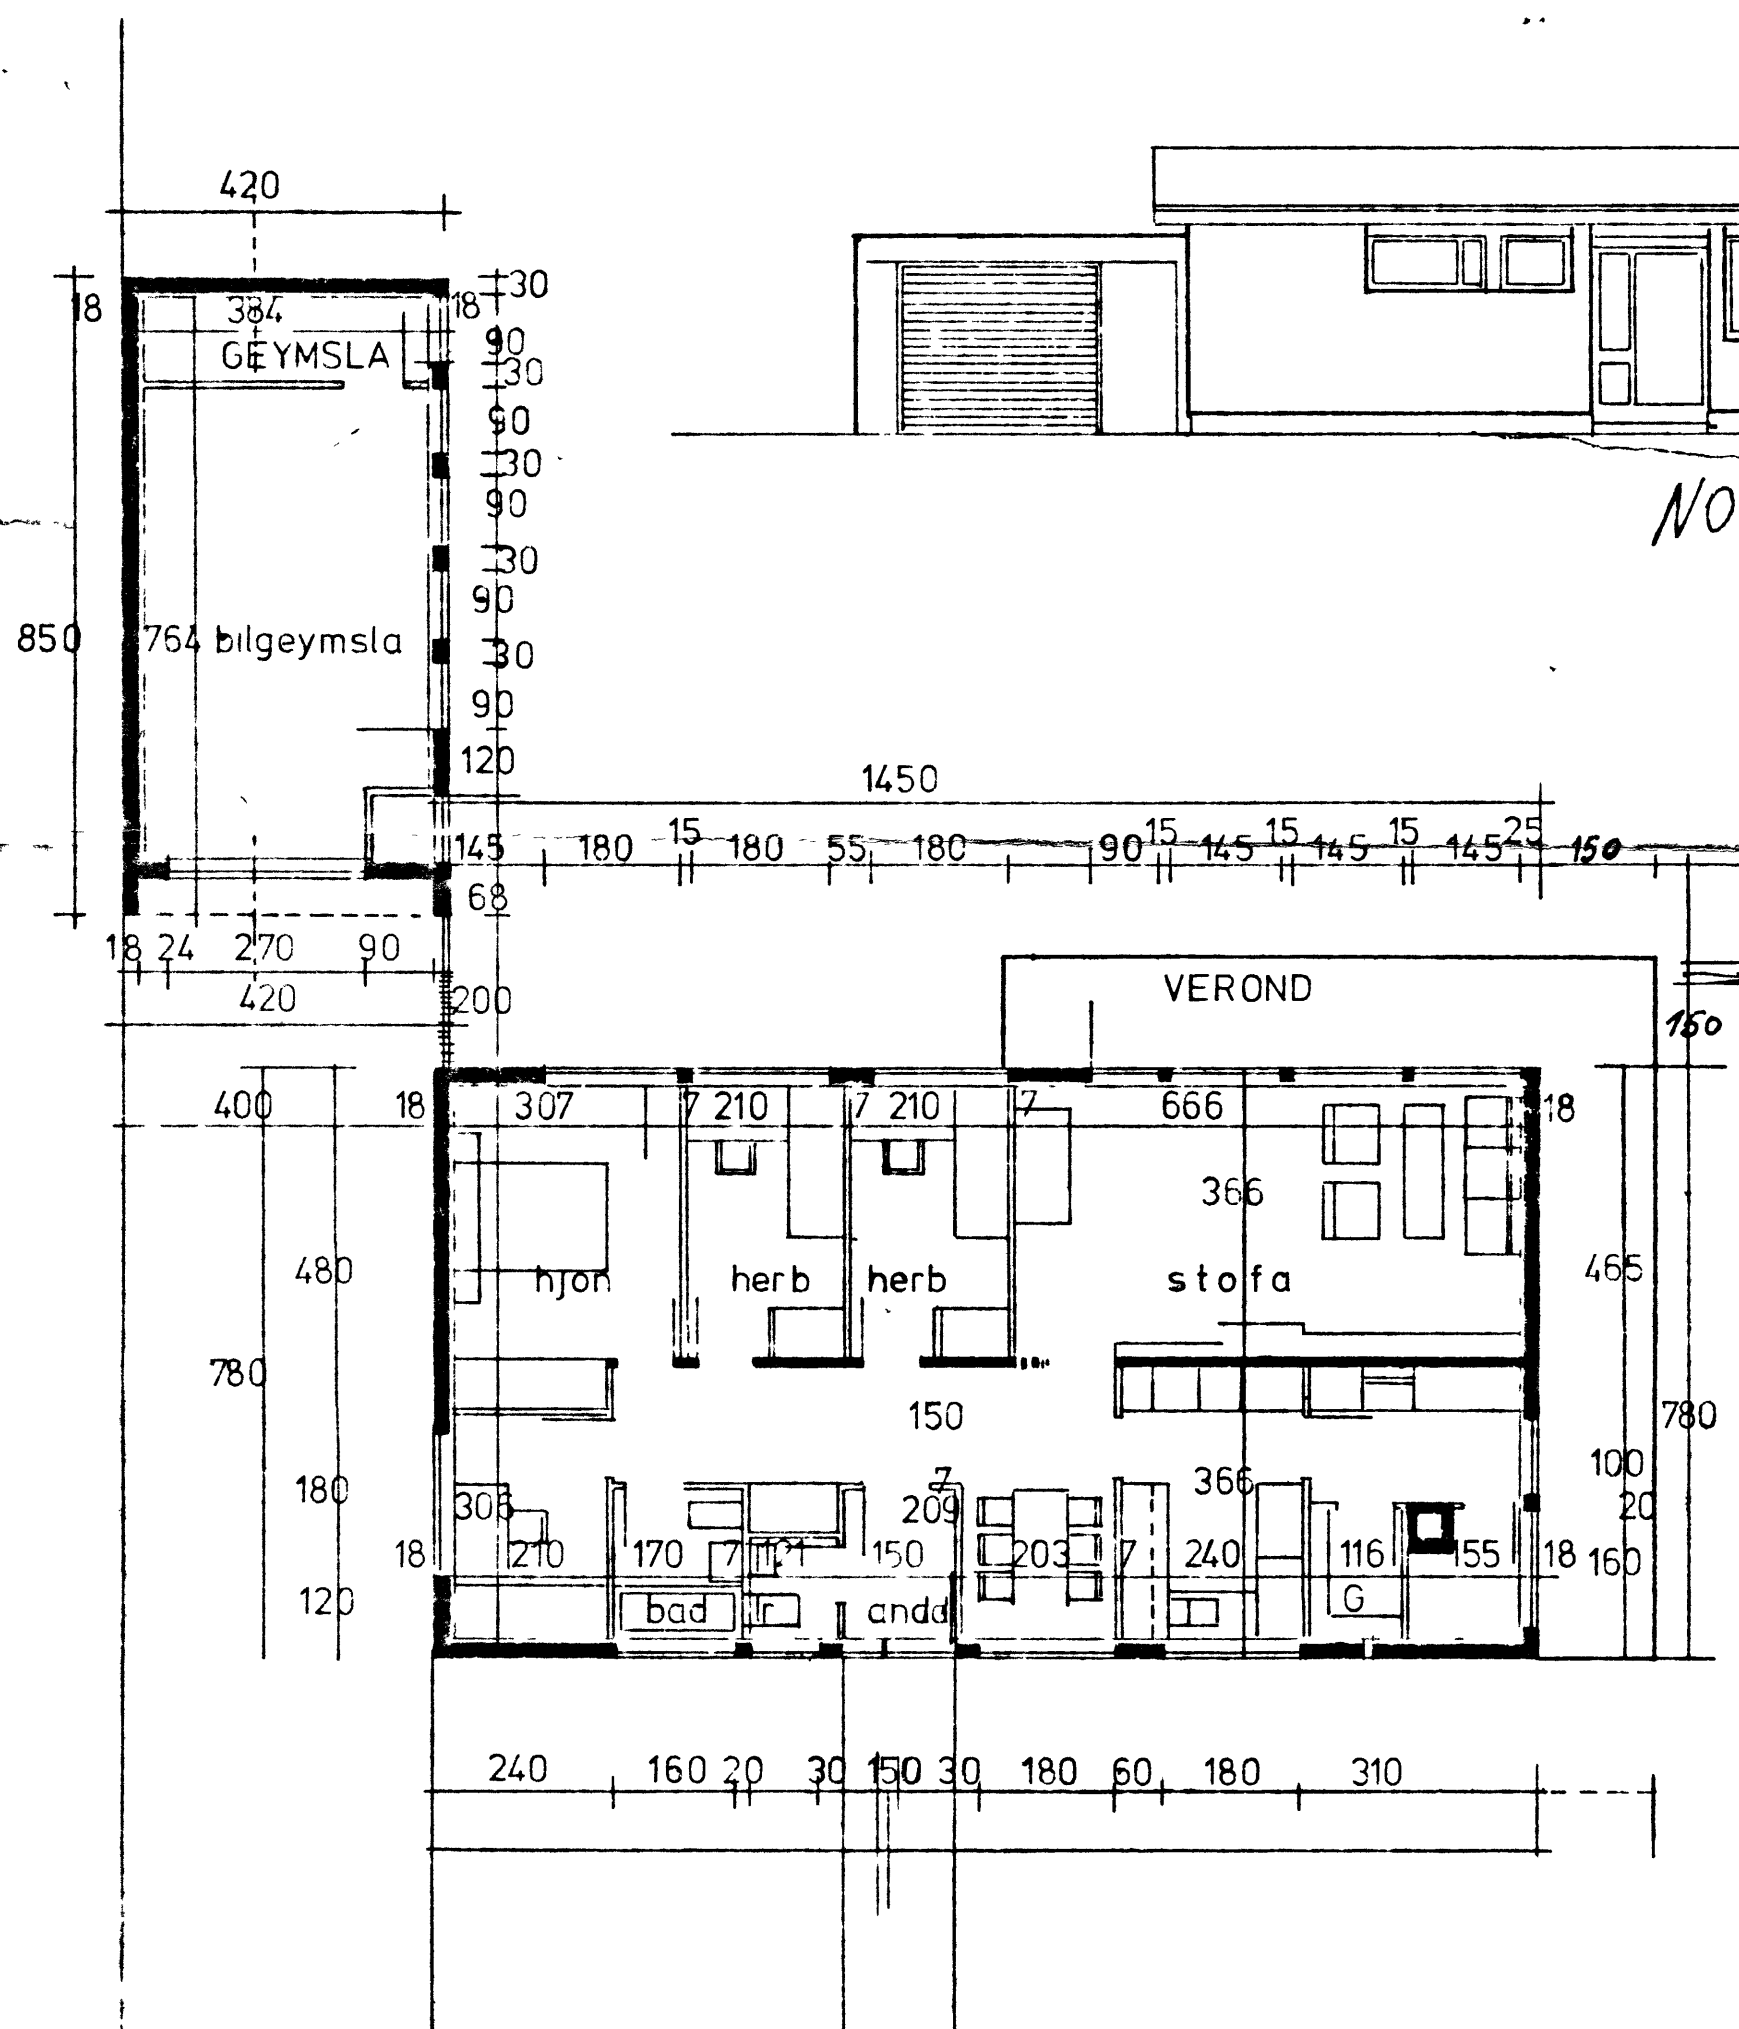 420
18 384 18 30
GEYMSLA 90
30
90
30
90
30
90
850 764 bilgeymsla 30
90
120
1450
145 180 15 180 55 180 90 15 145 15 145 15 145 25 150
68
18 24 270 90
420 200
NO
VEROND
150
400 18 307 7 210 7 210 7 666 18
366
480 hjon herb herb stofa 465
780
150 780
100
180 306 7 366
209 20
18 210 170 7 150 203 7 240 116 155 18 160
120 bad r anda G
240 160 20 30 150 30 180 60 180 310